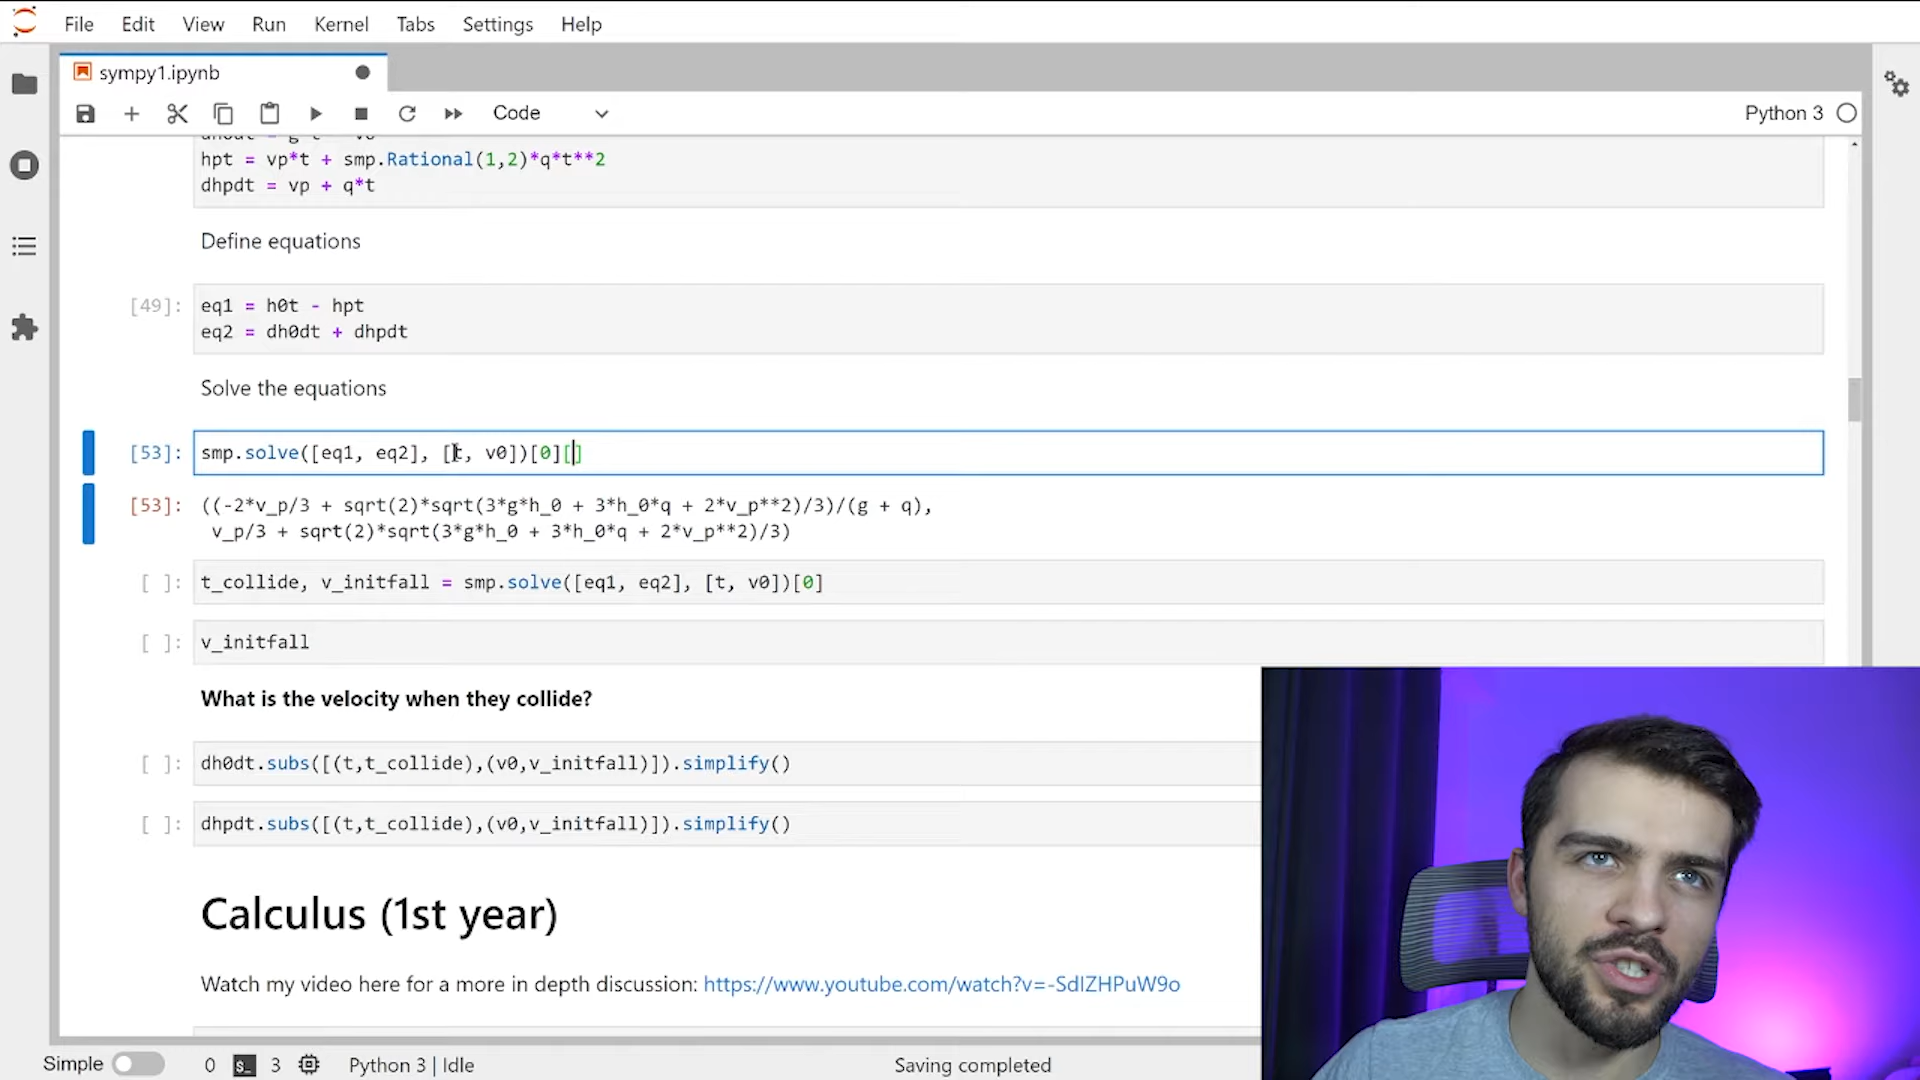 File Edit View Run Kernel Tabs Settings Help
sympy1.ipynb
Code
Python 3
hpt = vp*t + smp.Rational(1,2)*q*t**2
dhpdt = vp + q*t
Define equations
[49]: eq1 = h0t - hpt
eq2 = dh0dt + dhpdt
Solve the equations
[53]: smp.solve([eq1, eq2], [t, v0])[0][]
[53]: ((-2*v_p/3 + sqrt(2)*sqrt(3*g*h_0 + 3*h_0*q + 2*v_p**2)/3)/(g + q),
v_p/3 + sqrt(2)*sqrt(3*g*h_0 + 3*h_0*q + 2*v_p**2)/3)
[ ]: t_collide, v_initfall = smp.solve([eq1, eq2], [t, v0])[0]
[ ]: v_initfall
What is the velocity when they collide?
[ ]: dh0dt.subs([(t,t_collide),(v0,v_initfall)]).simplify()
[ ]: dhpdt.subs([(t,t_collide),(v0,v_initfall)]).simplify()
Calculus (1st year)
Watch my video here for a more in depth discussion: https://www.youtube.com/watch?v=-SdIZHPuW9o
Simple 0 $_ 3 Python 3 | Idle Saving completed